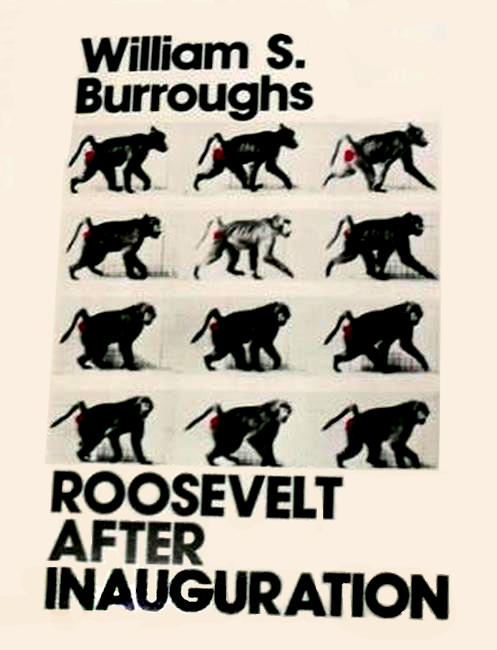 William S.
Burroughs
ROOSEVELT
AFTER
INAUGURATION